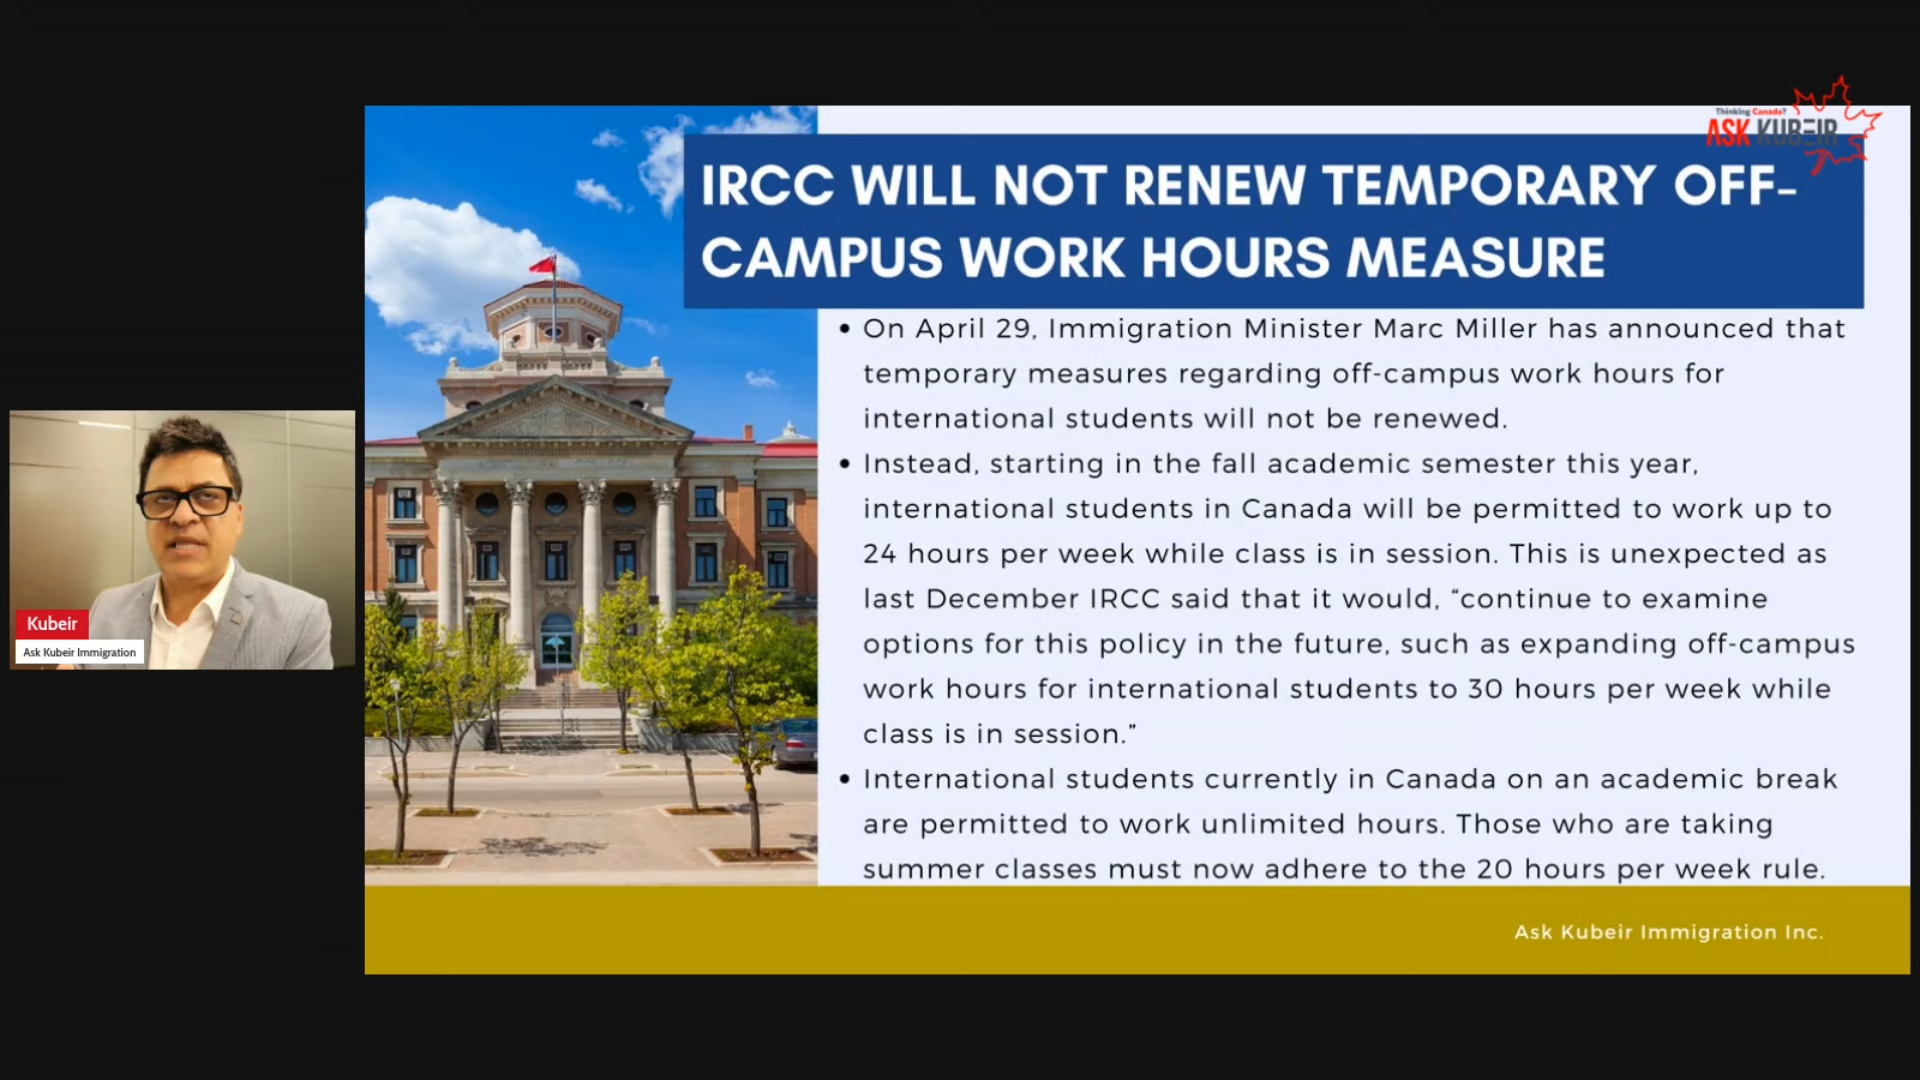 Thinking Canada?
ASK KUBEIR
IRCC WILL NOT RENEW TEMPORARY OFF-
CAMPUS WORK HOURS MEASURE
• On April 29, Immigration Minister Marc Miller has announced that
temporary measures regarding off-campus work hours for
international students will not be renewed.
• Instead, starting in the fall academic semester this year,
international students in Canada will be permitted to work up to
24 hours per week while class is in session. This is unexpected as
last December IRCC said that it would, “continue to examine
options for this policy in the future, such as expanding off-campus
work hours for international students to 30 hours per week while
class is in session.”
• International students currently in Canada on an academic break
are permitted to work unlimited hours. Those who are taking
summer classes must now adhere to the 20 hours per week rule.
Kubeir
Ask Kubeir Immigration
Ask Kubeir Immigration Inc.